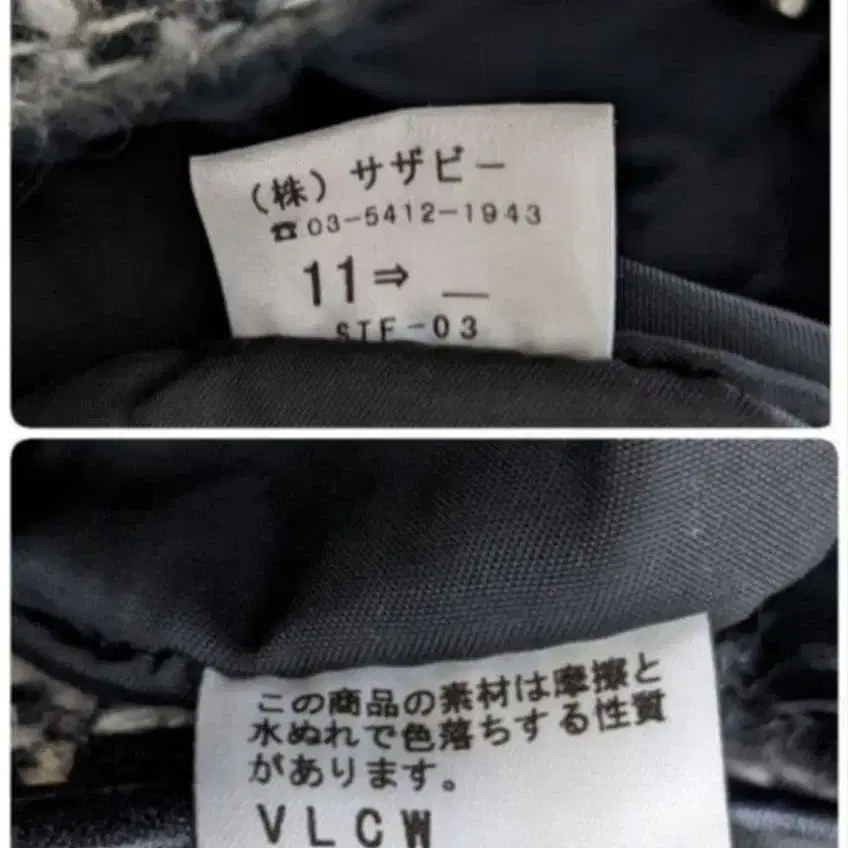 (株) サザビー
☎03-5412-1943
11⇒ _
STF-03
この商品の素材は摩擦と
水ぬれで色落ちする性質
があります。
VLCW